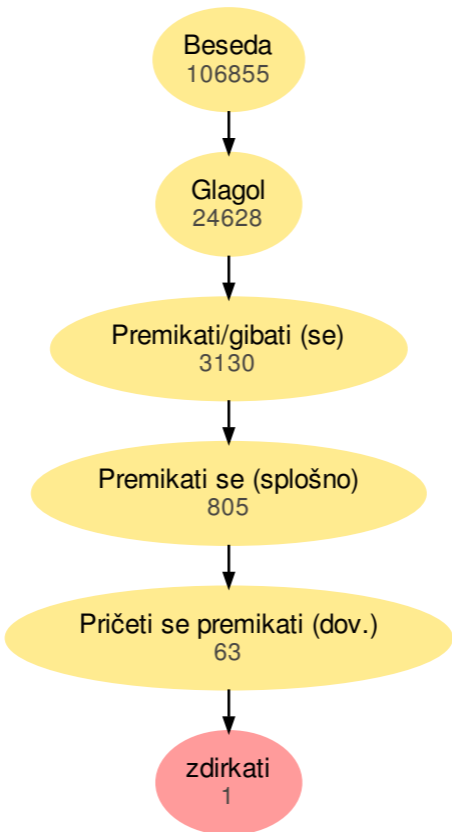 Beseda
106855
Glagol
24628
Premikati/gibati (se)
3130
Premikati se (splošno)
805
Pričeti se premikati (dov.)
63
zdirkati
1